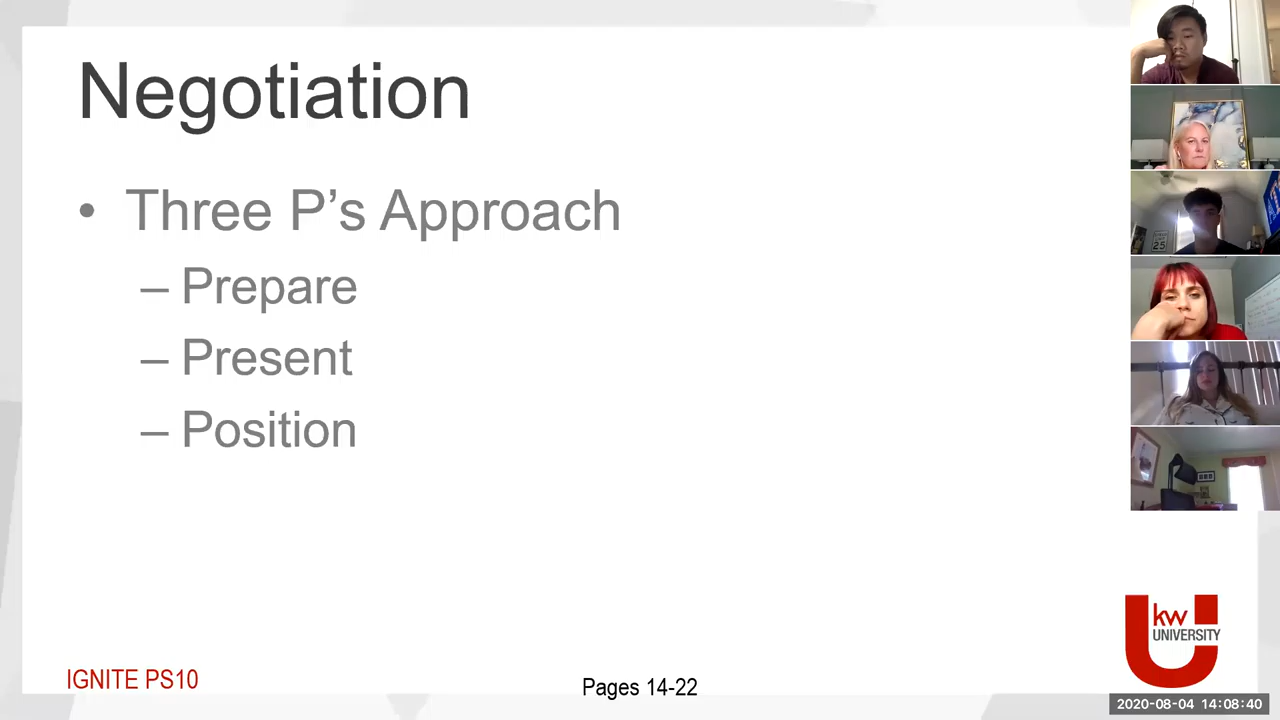 Negotiation
• Three P’s Approach
– Prepare
– Present
– Position
25
kw
UNIVERSITY
IGNITE PS10
Pages 14-22
2020-08-04 14:08:40